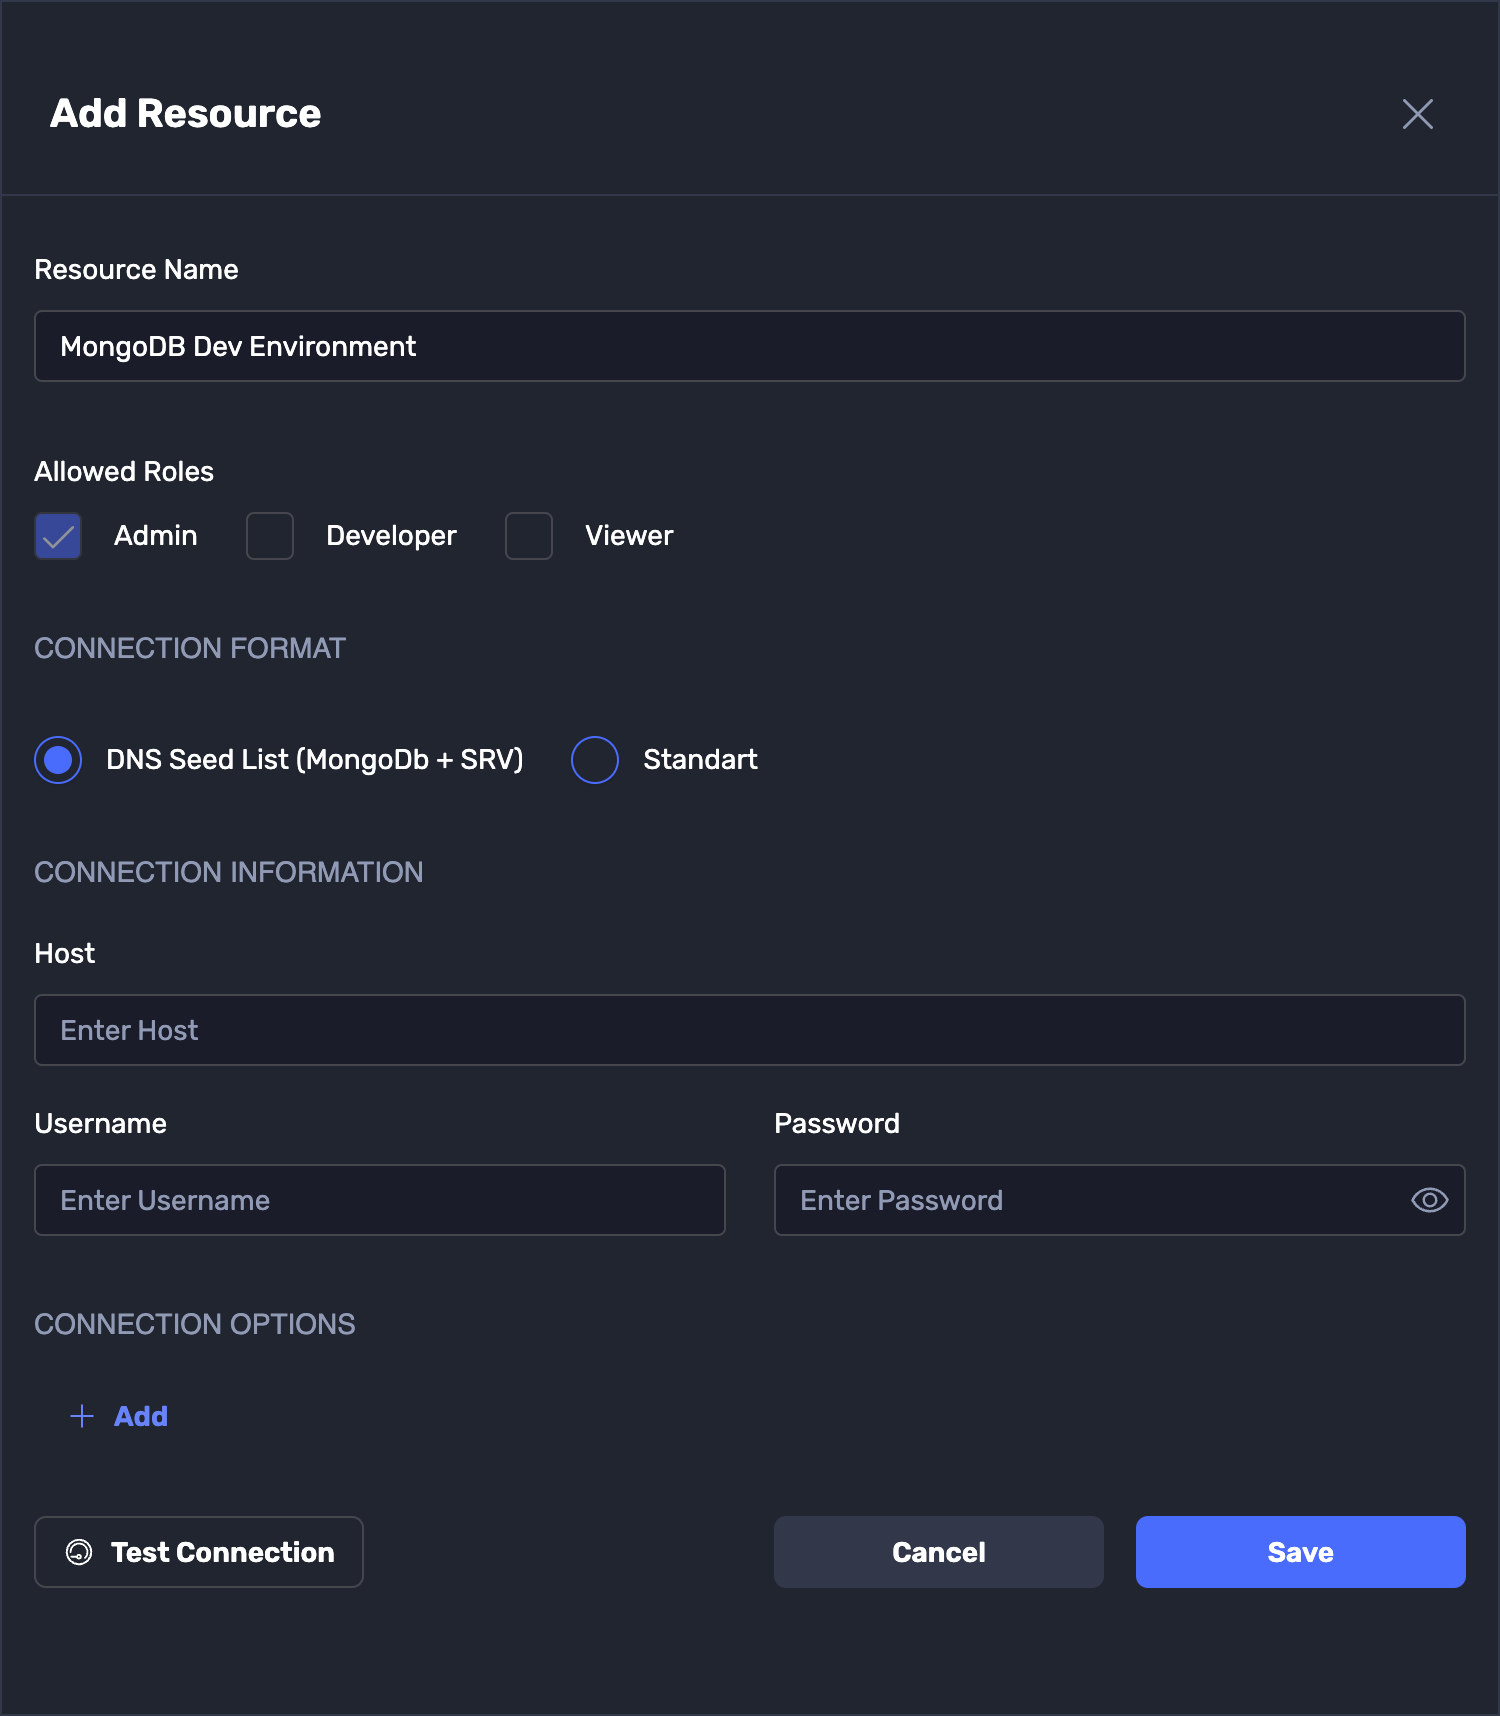 Add Resource
Resource Name
MongoDB Dev Environment
Allowed Roles
Admin Developer Viewer
CONNECTION FORMAT
DNS Seed List (MongoDb + SRV) Standart
CONNECTION INFORMATION
Host
Enter Host
Username Password
Enter Username Enter Password
CONNECTION OPTIONS
+ Add
Test Connection Cancel Save